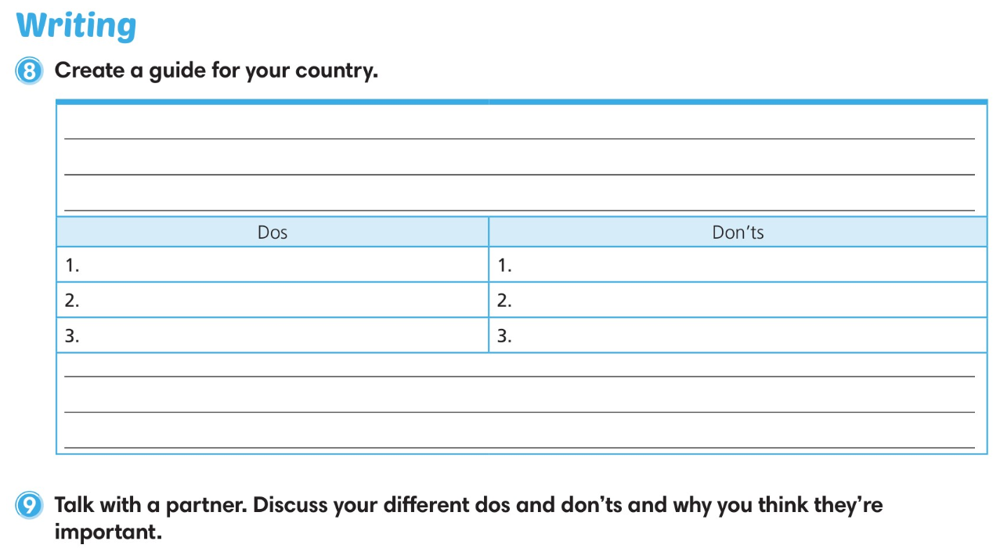 Writing
8 Create a guide for your country.
Dos Don'ts
1. 1.
2. 2.
3. 3.
9 Talk with a partner. Discuss your different dos and don'ts and why you think they're
important.